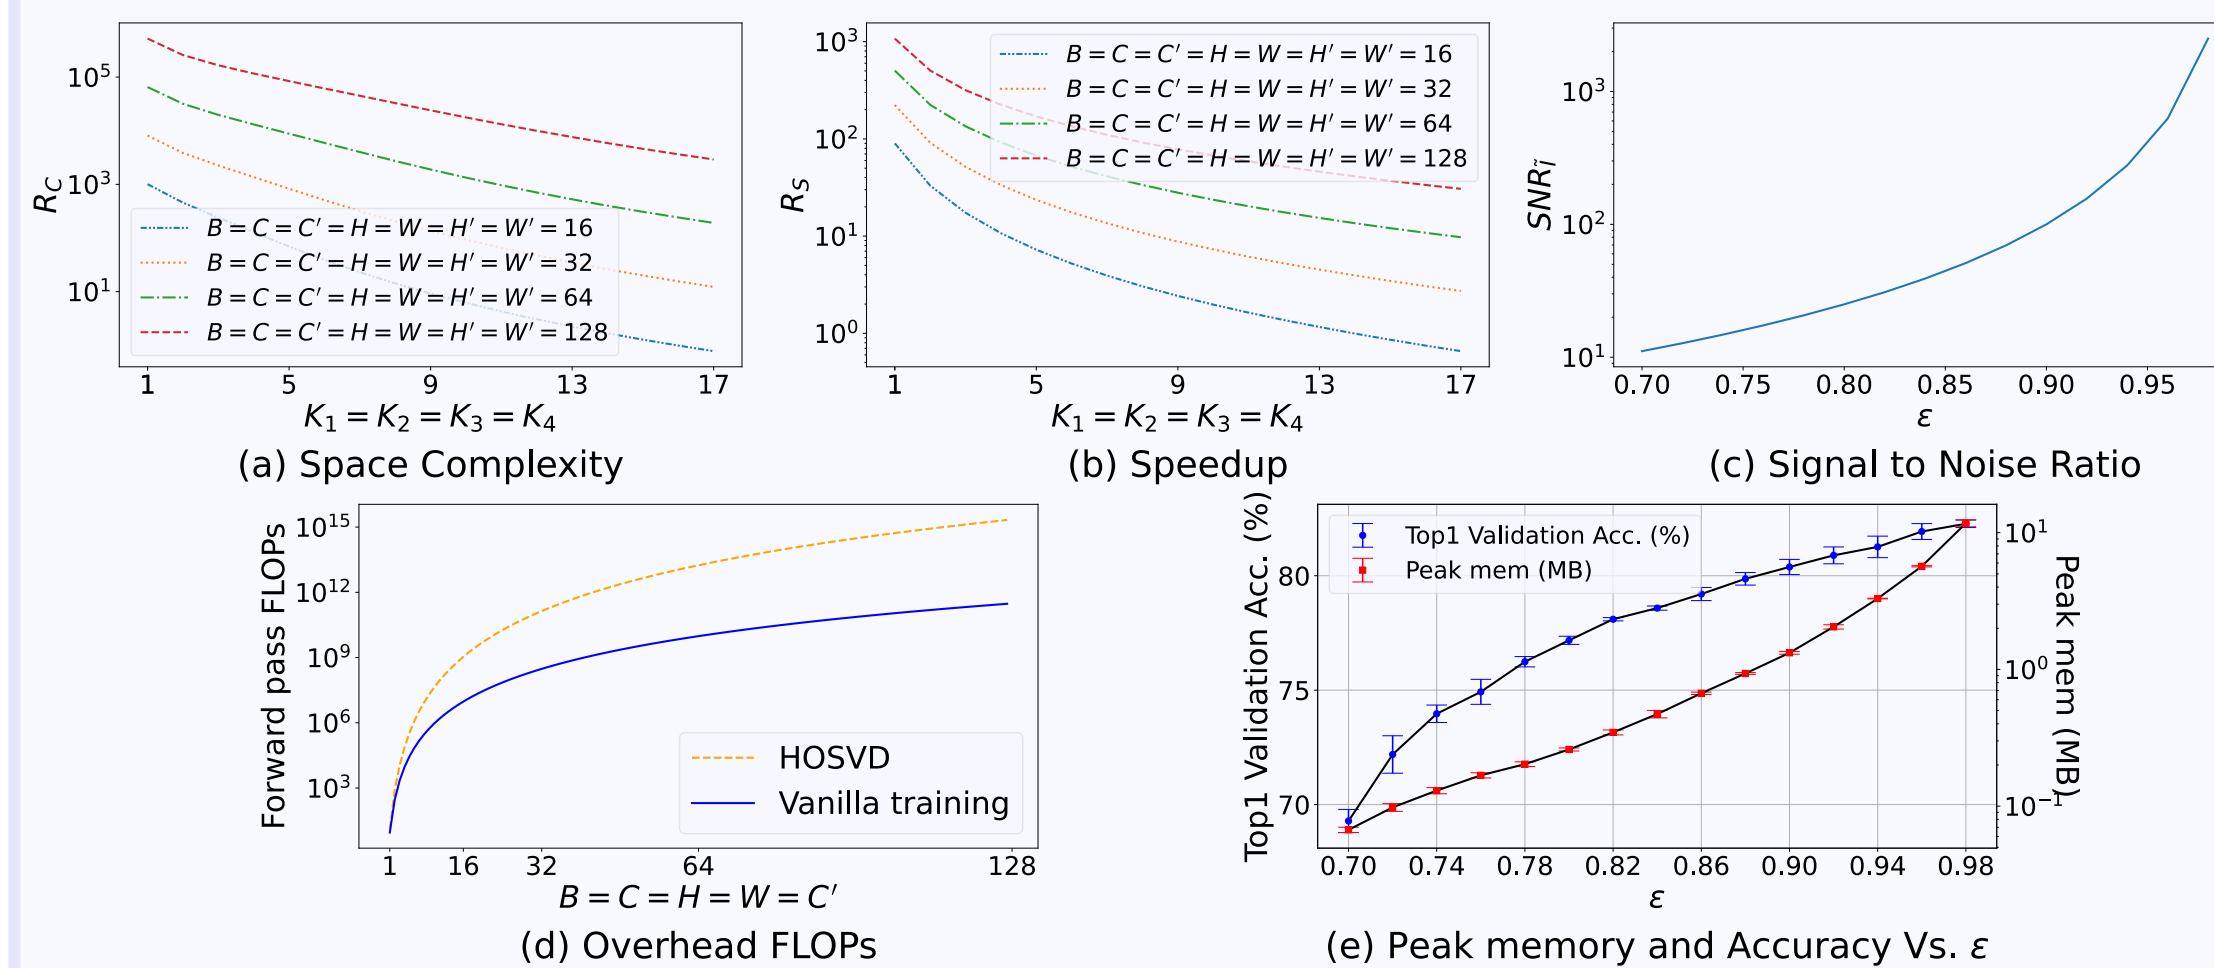 R_C
10^5
10^3
10^1
B = C = C′ = H = W = H′ = W′ = 16
B = C = C′ = H = W = H′ = W′ = 32
B = C = C′ = H = W = H′ = W′ = 64
B = C = C′ = H = W = H′ = W′ = 128
1 5 9 13 17
K_1 = K_2 = K_3 = K_4
(a) Space Complexity
R_S
10^3
10^2
10^1
10^0
B = C = C′ = H = W = H′ = W′ = 16
B = C = C′ = H = W = H′ = W′ = 32
B = C = C′ = H = W = H′ = W′ = 64
B = C = C′ = H = W = H′ = W′ = 128
1 5 9 13 17
K_1 = K_2 = K_3 = K_4
(b) Speedup
SNR_Ĩ
10^3
10^2
10^1
0.70 0.75 0.80 0.85 0.90 0.95
ε
(c) Signal to Noise Ratio
Forward pass FLOPs
10^15
10^12
10^9
10^6
10^3
HOSVD
Vanilla training
1 16 32 64 128
B = C = H = W = C′
(d) Overhead FLOPs
Top1 Validation Acc. (%)
80
75
70
Top1 Validation Acc. (%)
Peak mem (MB)
10^1
10^0
10^−1
Peak mem (MB)
0.70 0.74 0.78 0.82 0.86 0.90 0.94 0.98
ε
(e) Peak memory and Accuracy Vs. ε